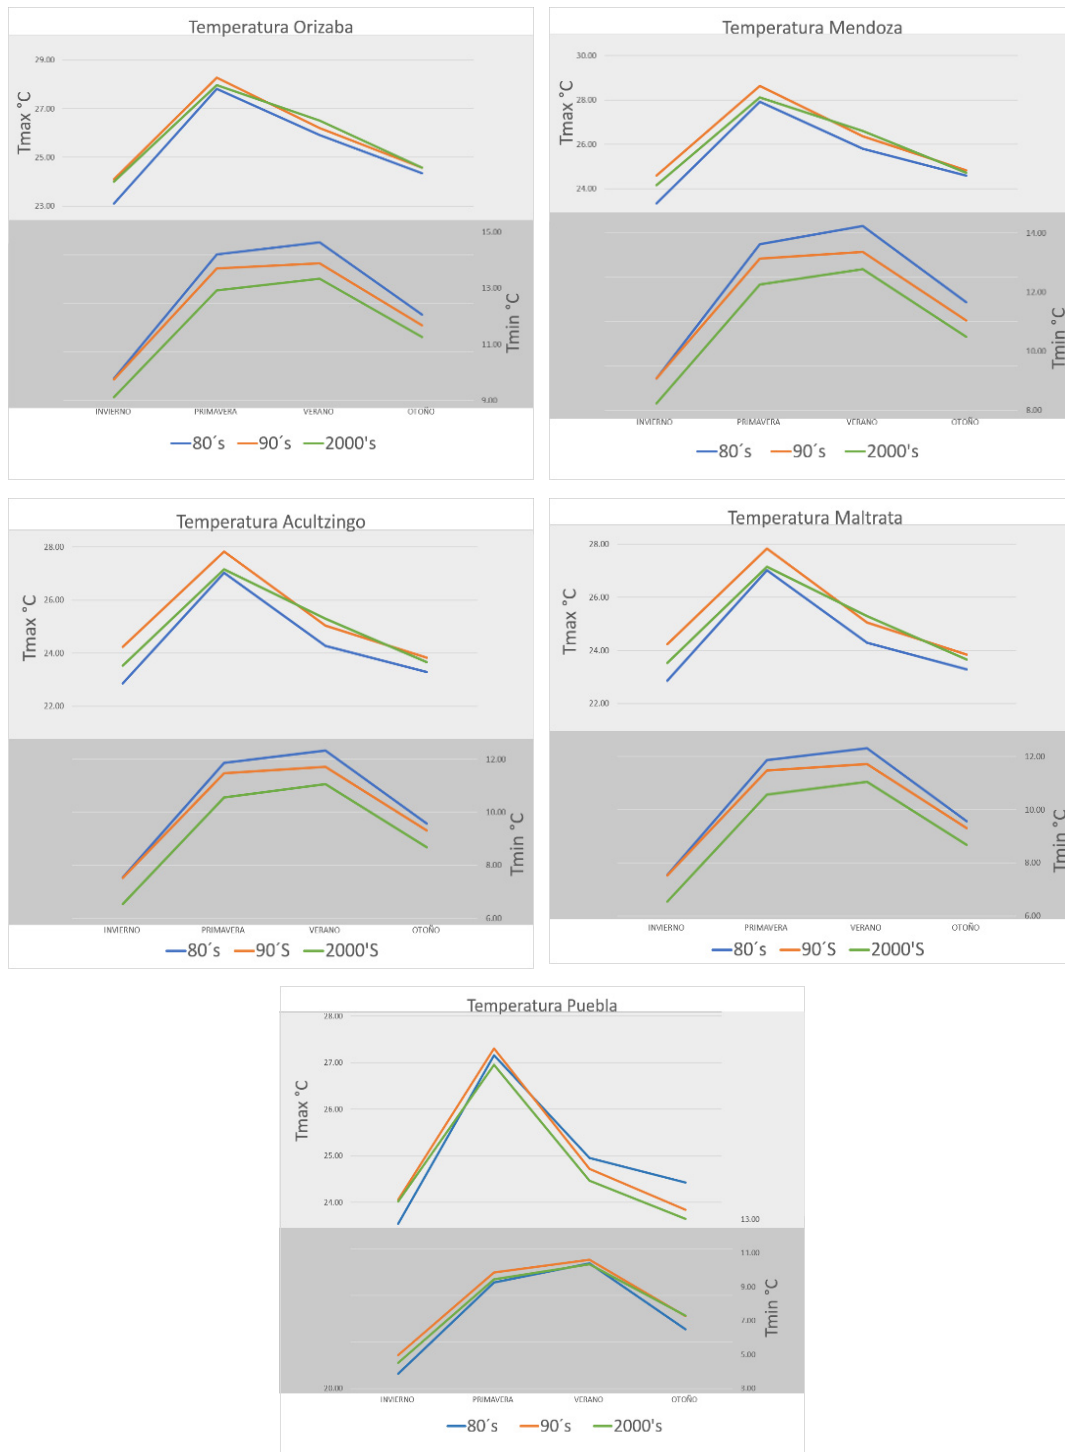 Temperatura Orizaba
29.00
27.00
25.00
23.00
Tmax °C
15.00
13.00
11.00
9.00
Tmin °C
INVIERNO PRIMAVERA VERANO OTOÑO
80´s 90´s 2000's
Temperatura Mendoza
30.00
28.00
26.00
24.00
Tmax °C
14.00
12.00
10.00
8.00
Tmin °C
INVIERNO PRIMAVERA VERANO OTOÑO
80´s 90´s 2000's
Temperatura Acultzingo
28.00
26.00
24.00
22.00
Tmax °C
12.00
10.00
8.00
6.00
Tmin °C
INVIERNO PRIMAVERA VERANO OTOÑO
80´s 90´S 2000'S
Temperatura Maltrata
28.00
26.00
24.00
22.00
Tmax °C
12.00
10.00
8.00
6.00
Tmin °C
INVIERNO PRIMAVERA VERANO OTOÑO
80´s 90´S 2000'S
Temperatura Puebla
28.00
27.00
26.00
25.00
24.00
20.00
Tmax °C
13.00
11.00
9.00
7.00
5.00
3.00
Tmin °C
INVIERNO PRIMAVERA VERANO OTOÑO
80´s 90´s 2000's